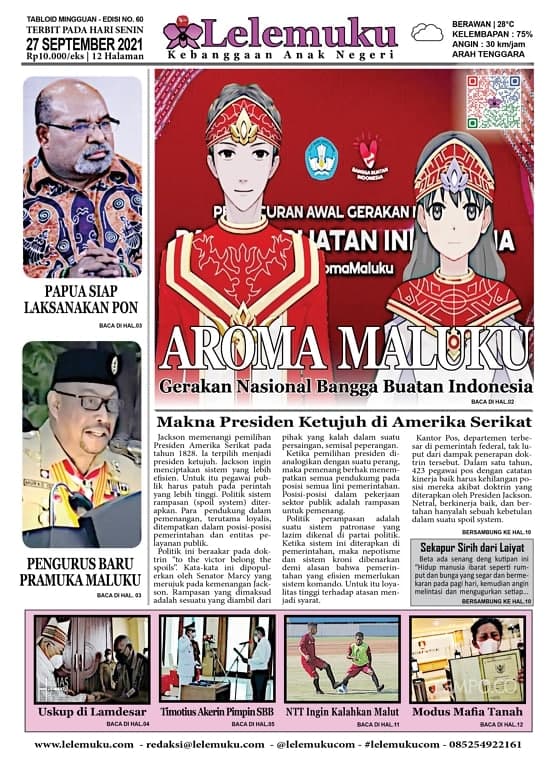 TABLOID MINGGUAN - EDISI NO. 60
TERBIT PADA HARI SENIN
27 SEPTEMBER 2021
Rp10.000/eks | 12 Halaman
Lelemuku
Kebanggaan Anak Negeri
BERAWAN | 28°C
KELEMBAPAN : 75%
ANGIN : 30 km/jam
ARAH TENGGARA
PAPUA SIAP
LAKSANAKAN PON
BACA DI HAL.03
PENGURUS BARU
PRAMUKA MALUKU
BACA DI HAL. 03
BANGGA BUATAN
INDONESIA
AROMA MALUKU
Gerakan Nasional Bangga Buatan Indonesia
BACA DI HAL.02
Makna Presiden Ketujuh di Amerika Serikat
Jackson memenangi pemilihan
Presiden Amerika Serikat pada
tahun 1828. Ia terpilih menjadi
presiden ketujuh. Jackson ingin
menciptakan sistem yang lebih
efisien. Untuk itu pegawai pub-
lik harus patuh pada perintah
yang lebih tinggi. Politik sistem
rampasan (spoil system) diter-
apkan. Para pendukung dalam
pemenangan, terutama loyalis,
ditempatkan dalam posisi-posisi
pemerintahan dan entitas pe-
layanan publik.
Politik ini beraakar pada dok-
trin "to the victor belong the
spoils". Kata-kata ini dipopul-
erkan oleh Senator Marcy yang
merujuk pada kemenangan Jack-
son. Rampasan yang dimaksud
adalah sesuatu yang diambil dari
pihak yang kalah dalam suatu
persaingan, semisal peperangan.
Ketika pemilihan presiden di-
analogikan dengan suatu perang,
maka pemenang berhak menem-
patkan semua pendukung pada
posisi semua lini pemerintahan.
Posisi-posisi dalam pekerjaan
sektor publik adalah rampasan
untuk pemenang.
Politik perampasan adalah
suatu sistem patronase yang
lazim dikenal di partai politik.
Ketika sistem ini diterapkan di
pemerintahan, maka nepotisme
dan sistem kroni dibenarkan
demi alasan bahwa pemerin-
tahan yang efisien memerlukan
sistem komando. Untuk itu loya-
litas tinggi terhadap atasan men-
jadi syarat.
Kantor Pos, departemen terbe-
sar di pemerintah federal, tak lu-
put dari dampak penerapan dok-
trin tersebut. Dalam satu tahun,
423 pegawai pos dengan catatan
kinerja baik harus kehilangan po-
sisi mereka akibat doktrin yang
diterapkan oleh Presiden Jackson.
Netral, berkinerja baik, dan ber-
tahan banyalah sebuah kebetulan
dalam suatu spoil system.
BERSAMBUNG KE HAL.10
Sekapur Sirih dari Laiyat
Beta ada senang deng kutipan ini
"Hidup manusia ibarat seperti rum-
put dan bunga yang segar dan berme-
karan pada pagi hari, kemudian angin
melintasi dan mengugurkan setiap...
BERSAMBUNG KE HAL.10
Uskup di Lamdesar
BACA DI HAL.04
Timotius Akerin Pimpin SBB
BACA DI HAL.05
NTT Ingin Kalahkan Malut
BACA DI HAL.11
Modus Mafia Tanah
BACA DI HAL.12
www.lelemuku.com - redaksi@lelemuku.com - @lelemukucom - #lelemukucom - 085254922161